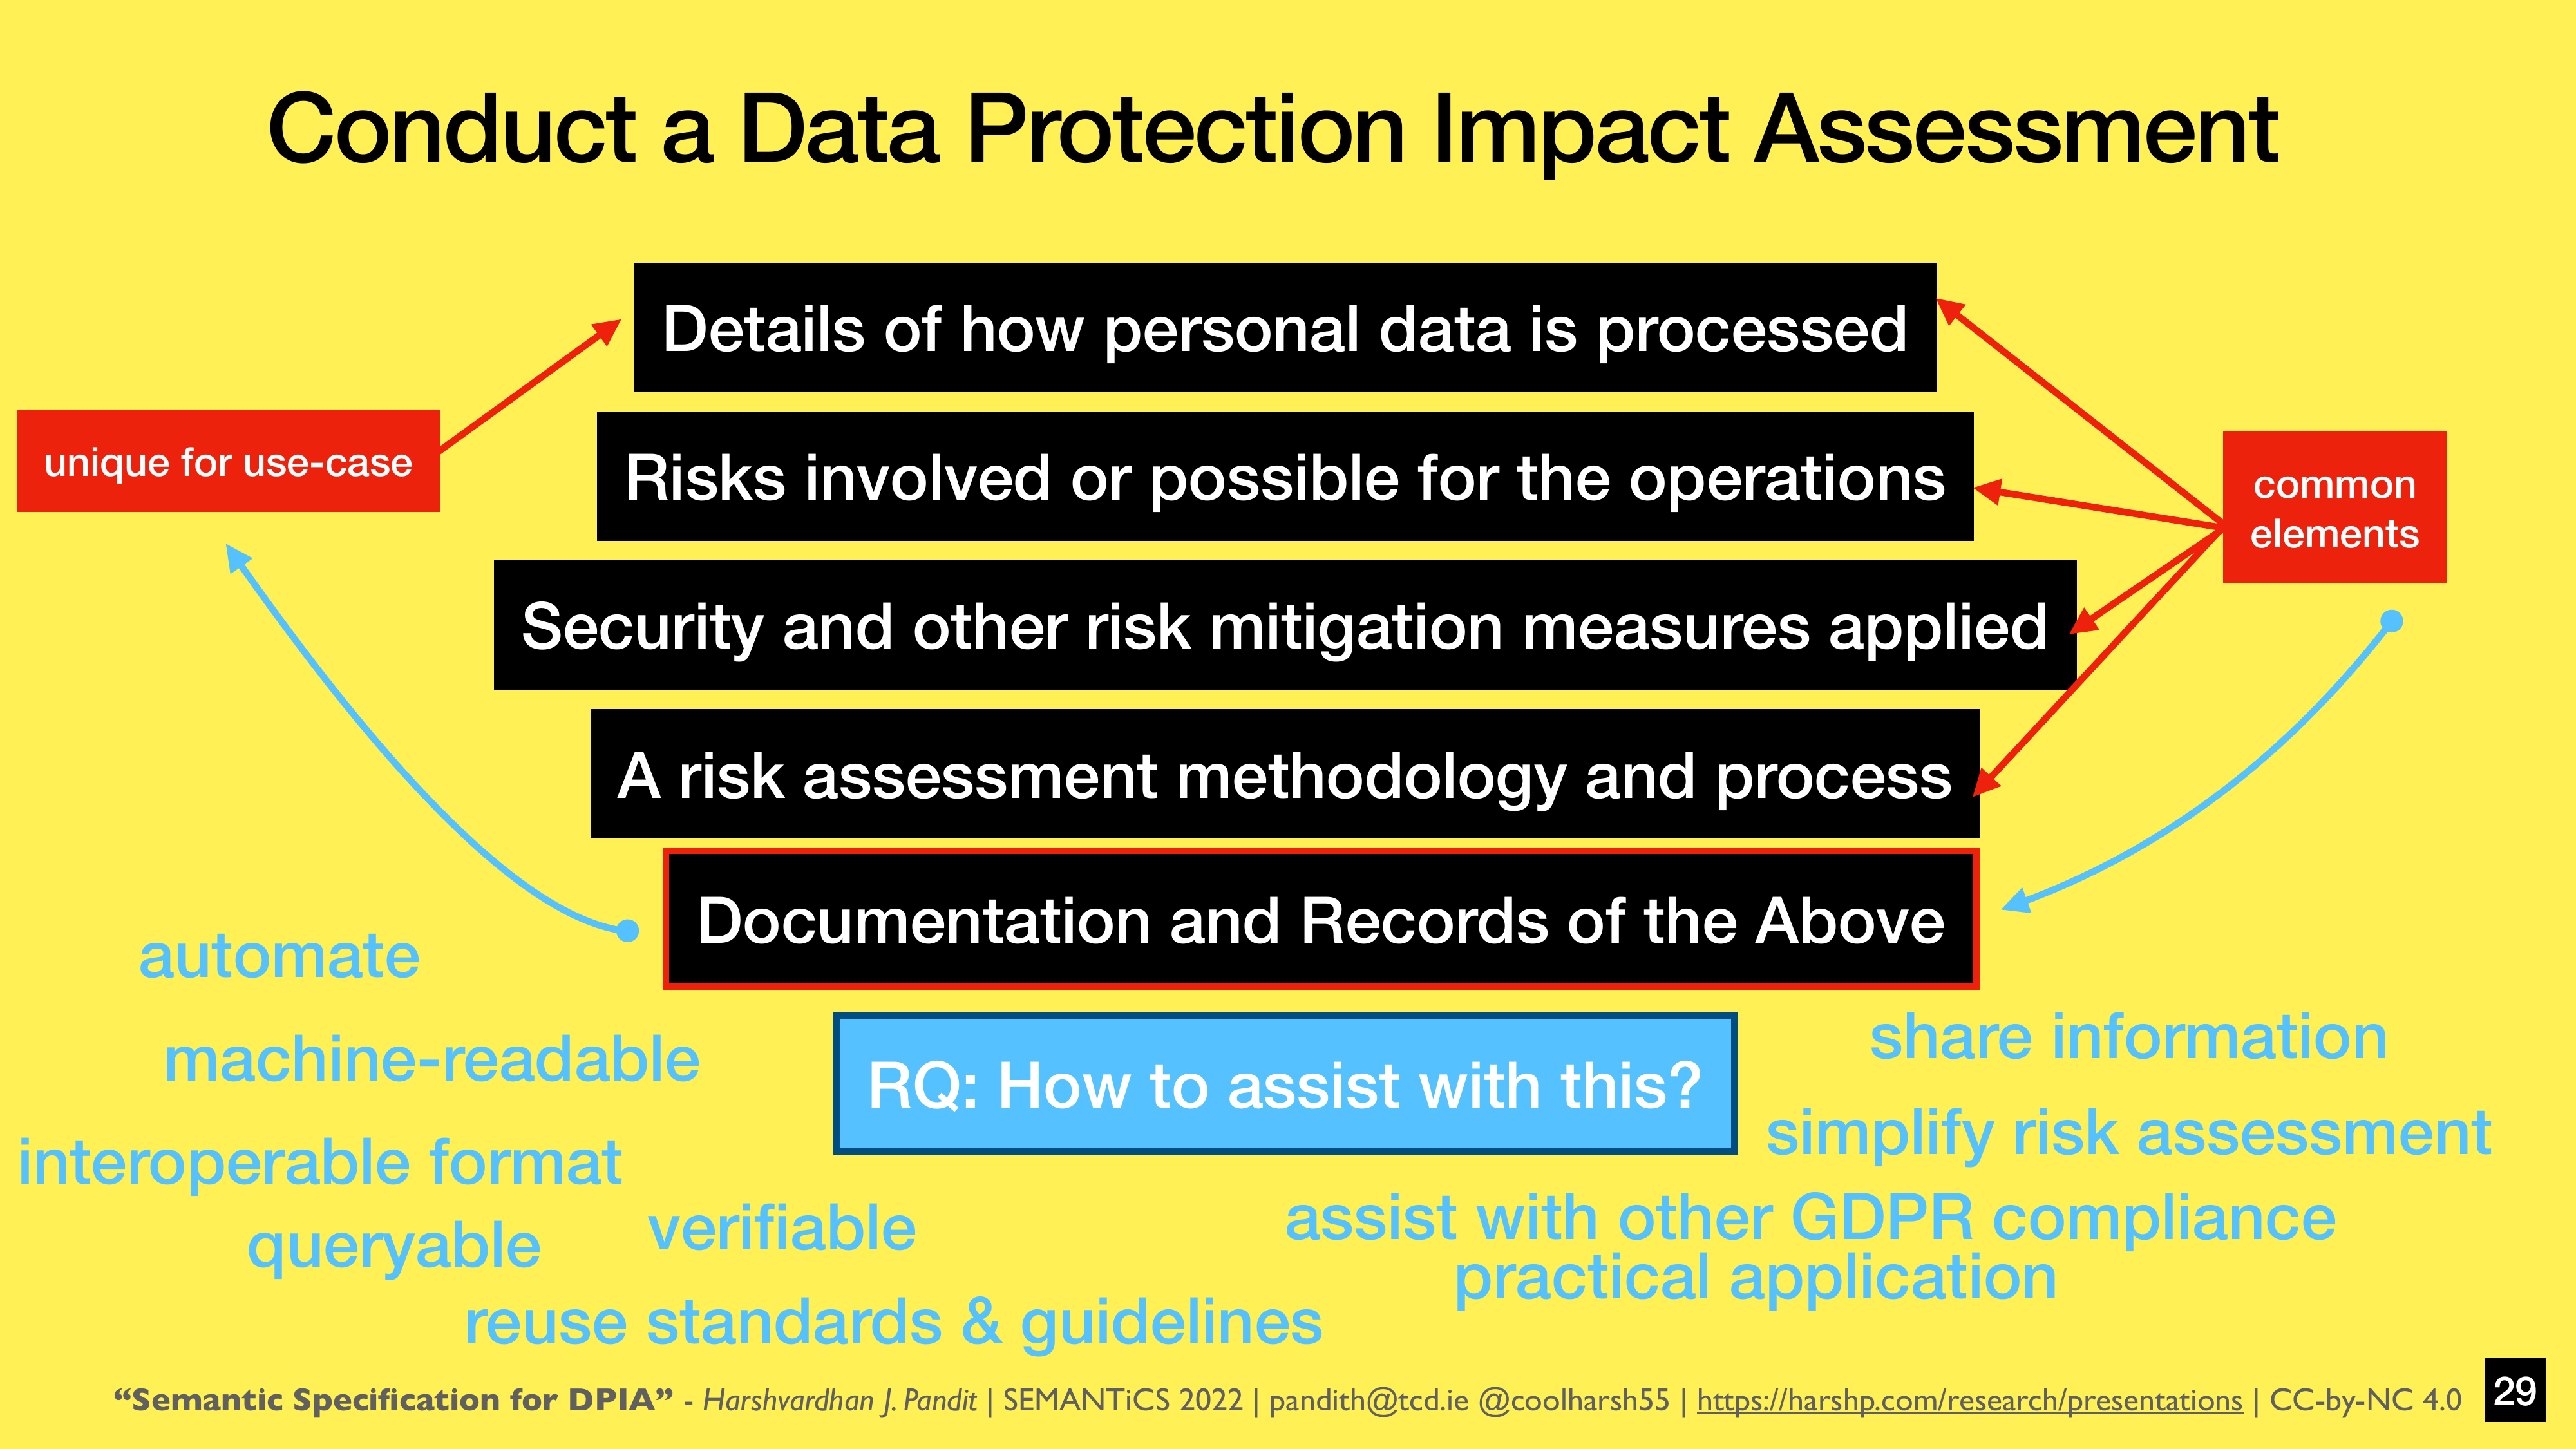 Conduct a Data Protection Impact Assessment
Details of how personal data is processed
unique for use-case
Risks involved or possible for the operations
common
elements
Security and other risk mitigation measures applied
A risk assessment methodology and process
Documentation and Records of the Above
automate
machine-readable
interoperable format
queryable
verifiable
reuse standards & guidelines
RQ: How to assist with this?
share information
simplify risk assessment
assist with other GDPR compliance
practical application
“Semantic Specification for DPIA” - Harshvardhan J. Pandit | SEMANTiCS 2022 | pandith@tcd.ie @coolharsh55 | https://harshp.com/research/presentations | CC-by-NC 4.0
29